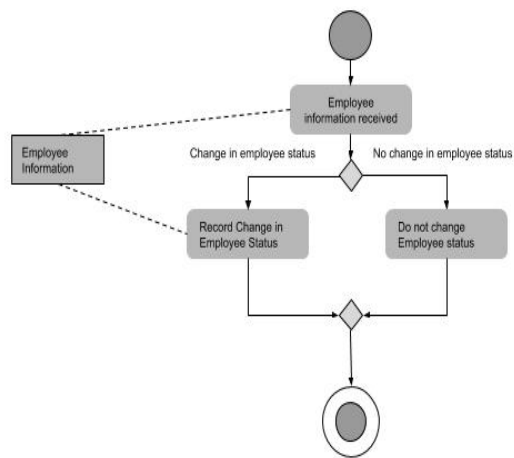 Employee
information received
Change in employee status
No change in employee status
Employee
Information
Record Change in
Employee Status
Do not change
Employee status